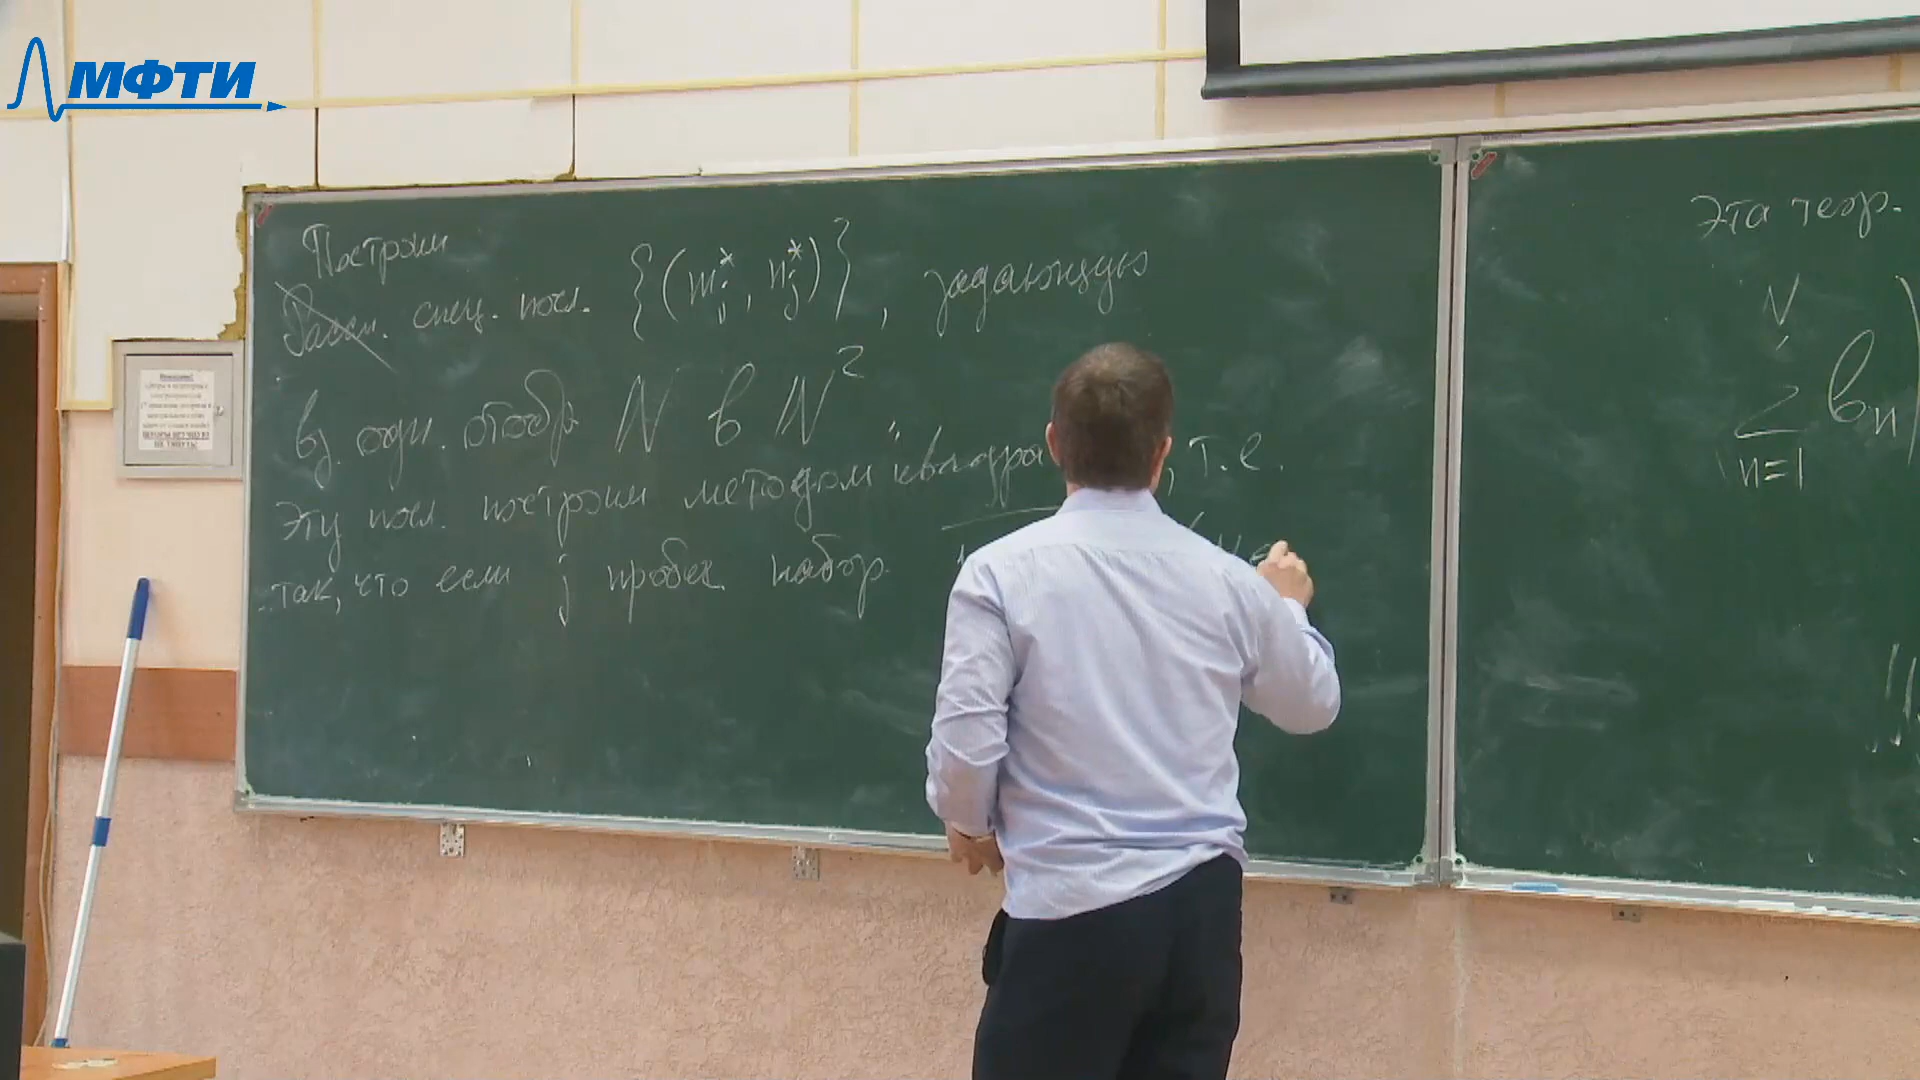 МФТИ
Построим
Рассм. спец. посл. {(m*j, n*j)}, задающую
вз. одн. отобр. N в N²
Эту посл. построим методом "квадра , т.е.
так, что если j пробег. набор
Эта теор.
N
Σ bn
n=1